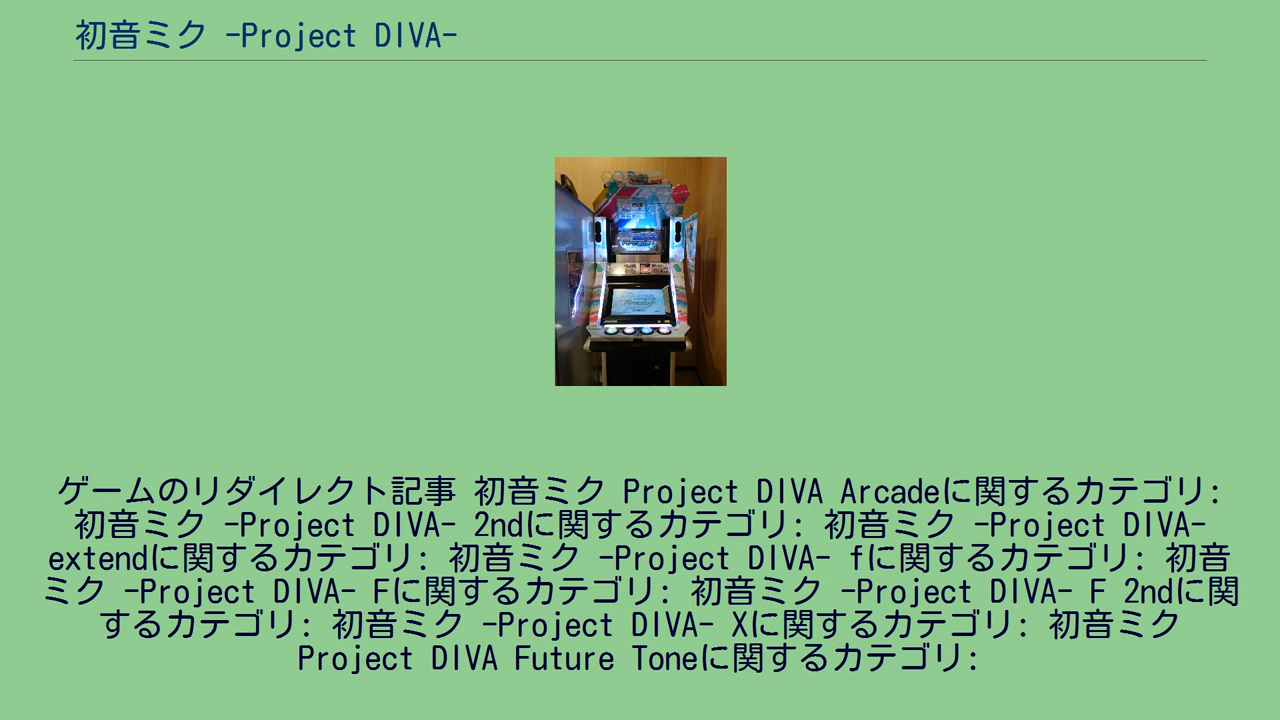 初音ミク -Project DIVA-
ゲームのリダイレクト記事 初音ミク Project DIVA Arcadeに関するカテゴリ:
初音ミク -Project DIVA- 2ndに関するカテゴリ: 初音ミク -Project DIVA-
extendに関するカテゴリ: 初音ミク -Project DIVA- fに関するカテゴリ: 初音
ミク -Project DIVA- Fに関するカテゴリ: 初音ミク -Project DIVA- F 2ndに関
するカテゴリ: 初音ミク -Project DIVA- Xに関するカテゴリ: 初音ミク
Project DIVA Future Toneに関するカテゴリ: